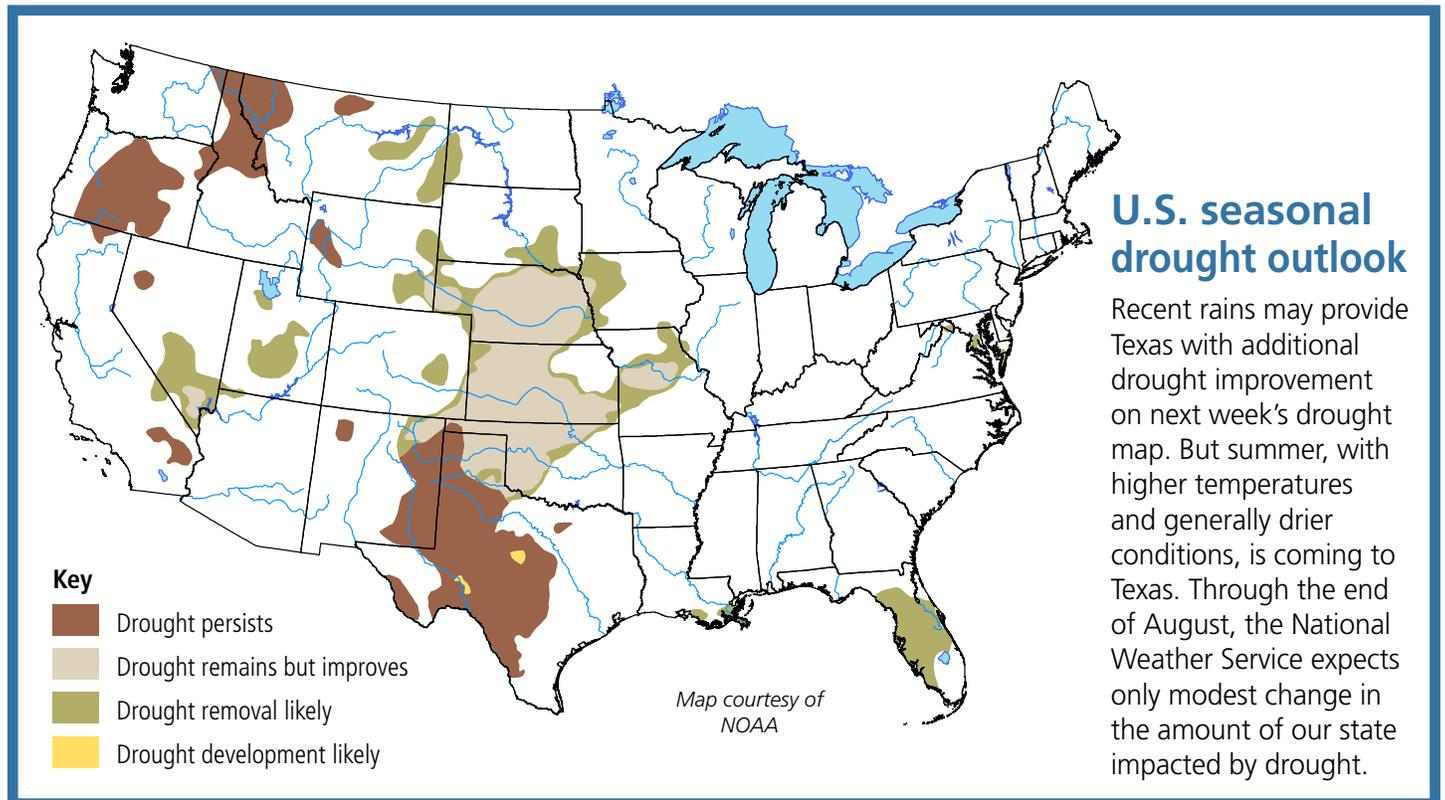 U.S. seasonal
drought outlook
Recent rains may provide
Texas with additional
drought improvement
on next week’s drought
map. But summer, with
higher temperatures
and generally drier
conditions, is coming to
Texas. Through the end
of August, the National
Weather Service expects
only modest change in
the amount of our state
impacted by drought.
Key
Drought persists
Drought remains but improves
Drought removal likely
Drought development likely
Map courtesy of
NOAA